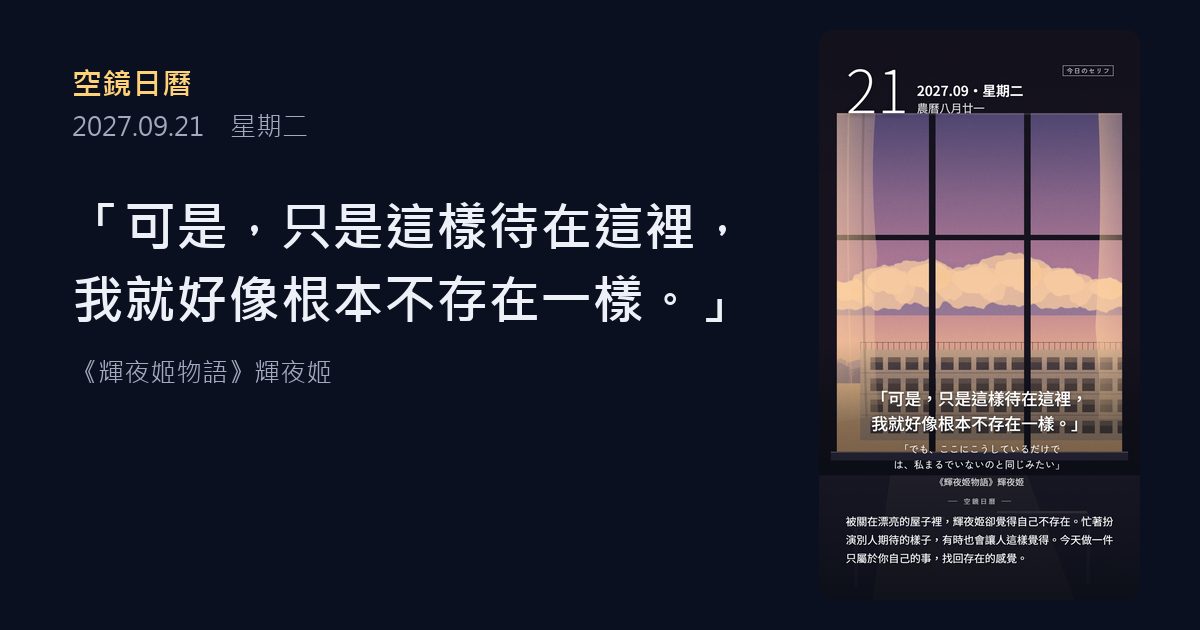 空鏡日曆
2027.09.21　星期二
「可是，只是這樣待在這裡，
我就好像根本不存在一樣。」
《輝夜姬物語》輝夜姬
21
今日のセリフ
2027.09・星期二
農曆八月廿一
「可是，只是這樣待在這裡，
我就好像根本不存在一樣。」
「でも、ここにこうしているだけで
は、私まるでいないのと同じみたい」
《輝夜姬物語》輝夜姬
— 空鏡日曆 —
被關在漂亮的屋子裡，輝夜姬卻覺得自己不存在。忙著扮
演別人期待的樣子，有時也會讓人這樣覺得。今天做一件
只屬於你自己的事，找回存在的感覺。